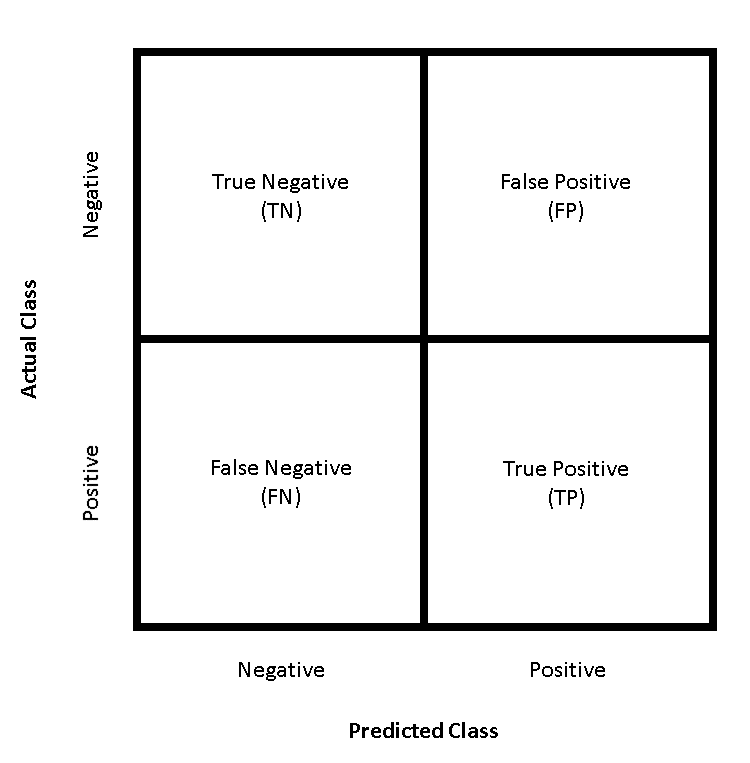 Negative
True Negative
(TN)
False Positive
(FP)
Actual Class
Positive
False Negative
(FN)
True Positive
(TP)
Negative
Positive
Predicted Class